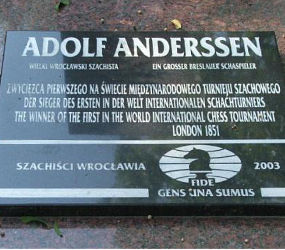 ADOLF ANDERSSEN
WIELKI WROCŁAWSKI SZACHISTA EIN GROSSER BRESLAUER SCHASPIELER
ZWYCIĘZCA PIERWSZEGO NA ŚWIECIE MIĘDZYNARODOWEGO TURNIEJU SZACHOWEGO
DER SIEGER DES ERSTEN IN DER WELT INTERNATIONALEN SCHACHTURNIERS
THE WINNER OF THE FIRST IN THE WORLD INTERNATIONAL CHESS TOURNAMENT
LONDON 1851
SZACHIŚCI WROCŁAWIA 2003
FIDE
GENS UNA SUMUS